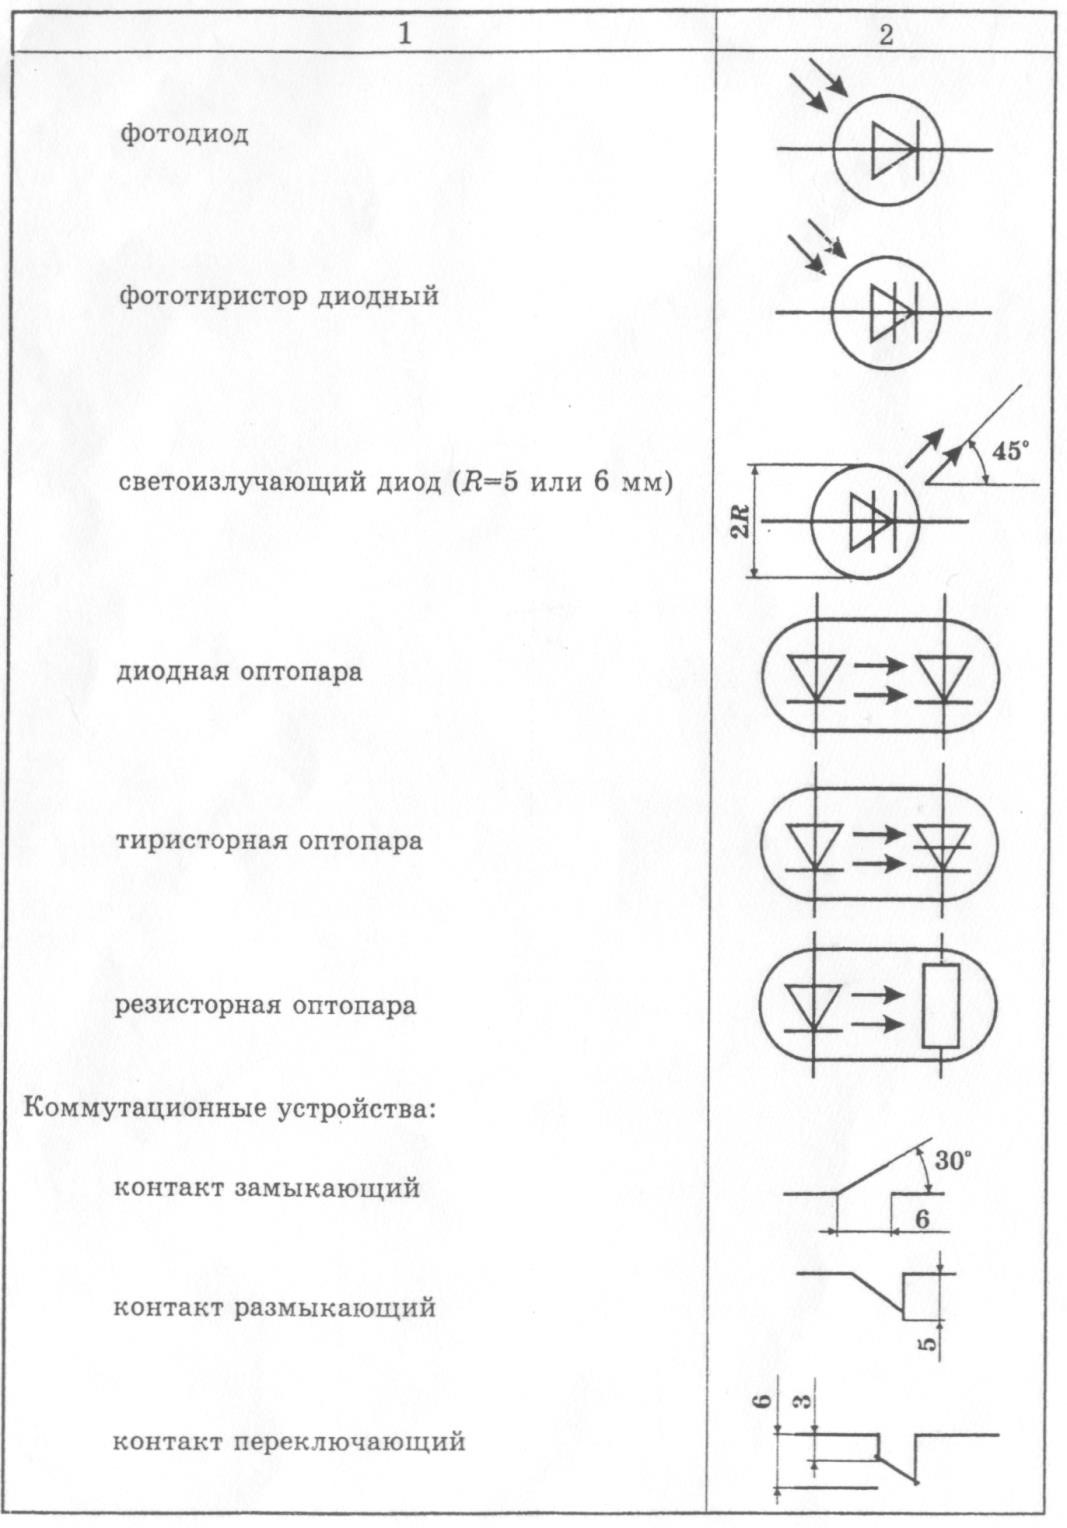 1
2
фотодиод
фототиристор диодный
светоизлучающий диод (R=5 или 6 мм)
45°
2R
диодная оптопара
тиристорная оптопара
резисторная оптопара
Коммутационные устройства:
контакт замыкающий
30°
6
контакт размыкающий
5
контакт переключающий
6
3